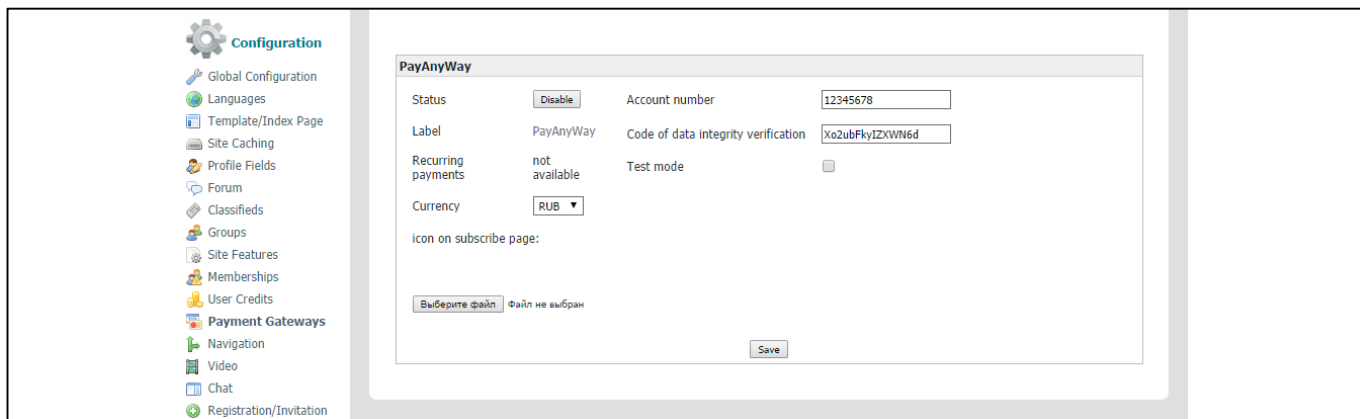 Configuration
Global Configuration
Languages
Template/Index Page
Site Caching
Profile Fields
Forum
Classifieds
Groups
Site Features
Memberships
User Credits
Payment Gateways
Navigation
Video
Chat
Registration/Invitation
PayAnyWay
Status Disable Account number 12345678
Label PayAnyWay Code of data integrity verification Xo2ubFkyIZXWN6d
Recurring payments not available Test mode
Currency RUB
icon on subscribe page:
Выберите файл Файл не выбран
Save